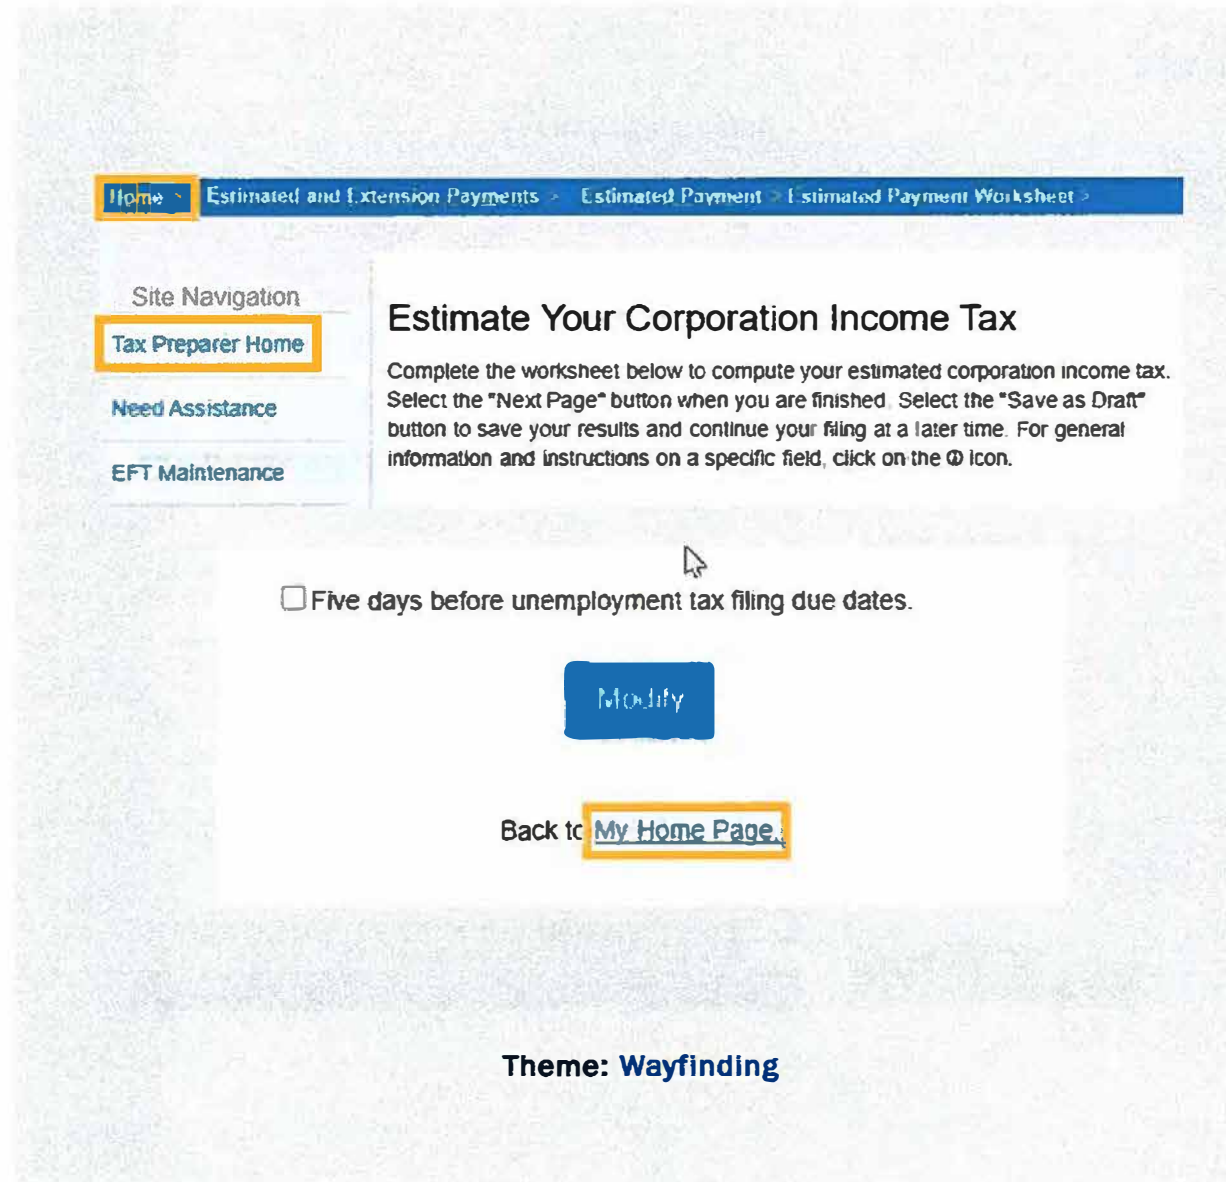 Home > Estimated and Extension Payments > Estimated Payment > Estimated Payment Worksheet >
Site Navigation
Tax Preparer Home
Need Assistance
EFT Maintenance
Estimate Your Corporation Income Tax
Complete the worksheet below to compute your estimated corporation income tax.
Select the "Next Page" button when you are finished. Select the "Save as Draft"
button to save your results and continue your filing at a later time. For general
information and instructions on a specific field, click on the ⓘ icon.
Five days before unemployment tax filing due dates.
Modify
Back to My Home Page.
Theme: Wayfinding